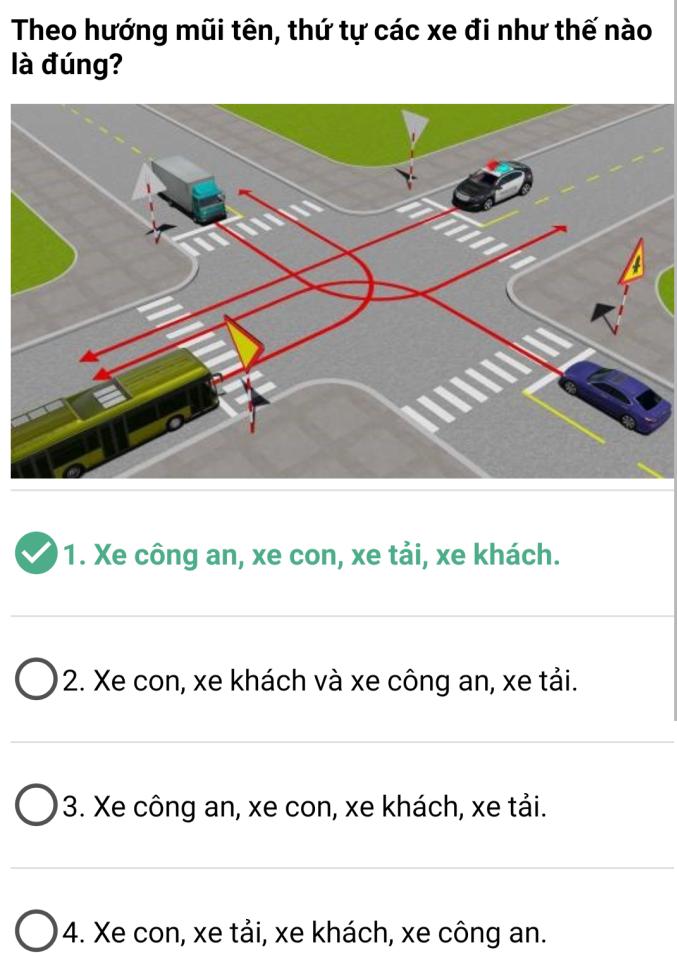 Theo hướng mũi tên, thứ tự các xe đi như thế nào
là đúng?
1. Xe công an, xe con, xe tải, xe khách.
2. Xe con, xe khách và xe công an, xe tải.
3. Xe công an, xe con, xe khách, xe tải.
4. Xe con, xe tải, xe khách, xe công an.